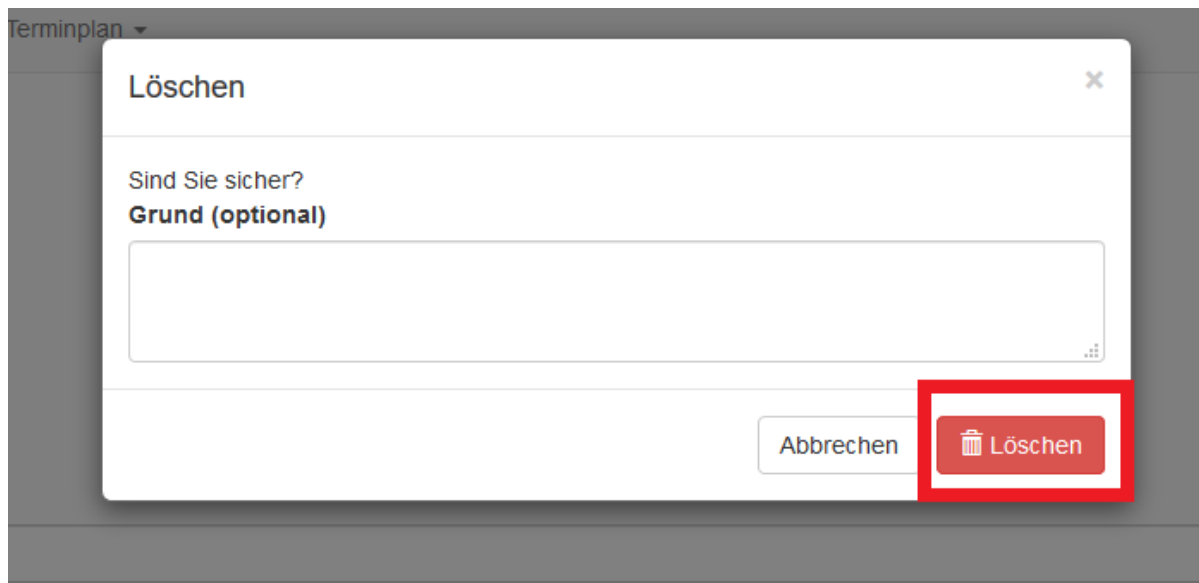 Terminplan
Löschen
Sind Sie sicher?
Grund (optional)
Abbrechen
Löschen